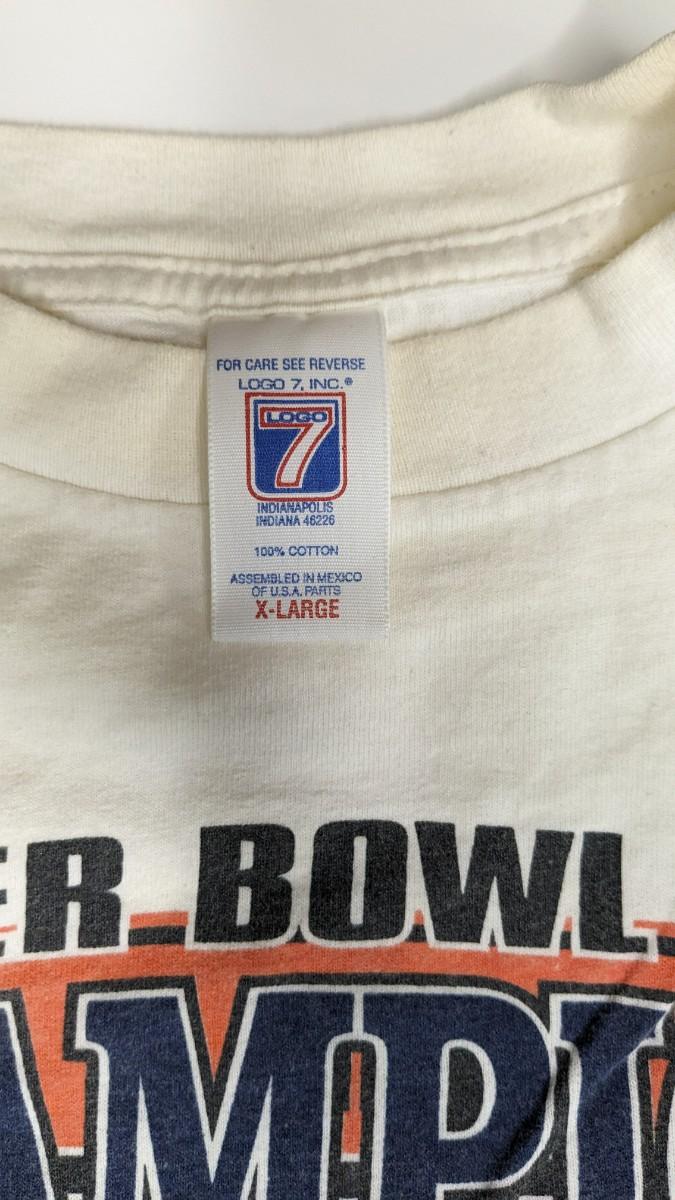 FOR CARE SEE REVERSE
LOGO 7, INC.®
LOGO
7
INDIANAPOLIS
INDIANA 46226
100% COTTON
ASSEMBLED IN MEXICO
OF U.S.A. PARTS
X-LARGE
ER BOWL
AMPI